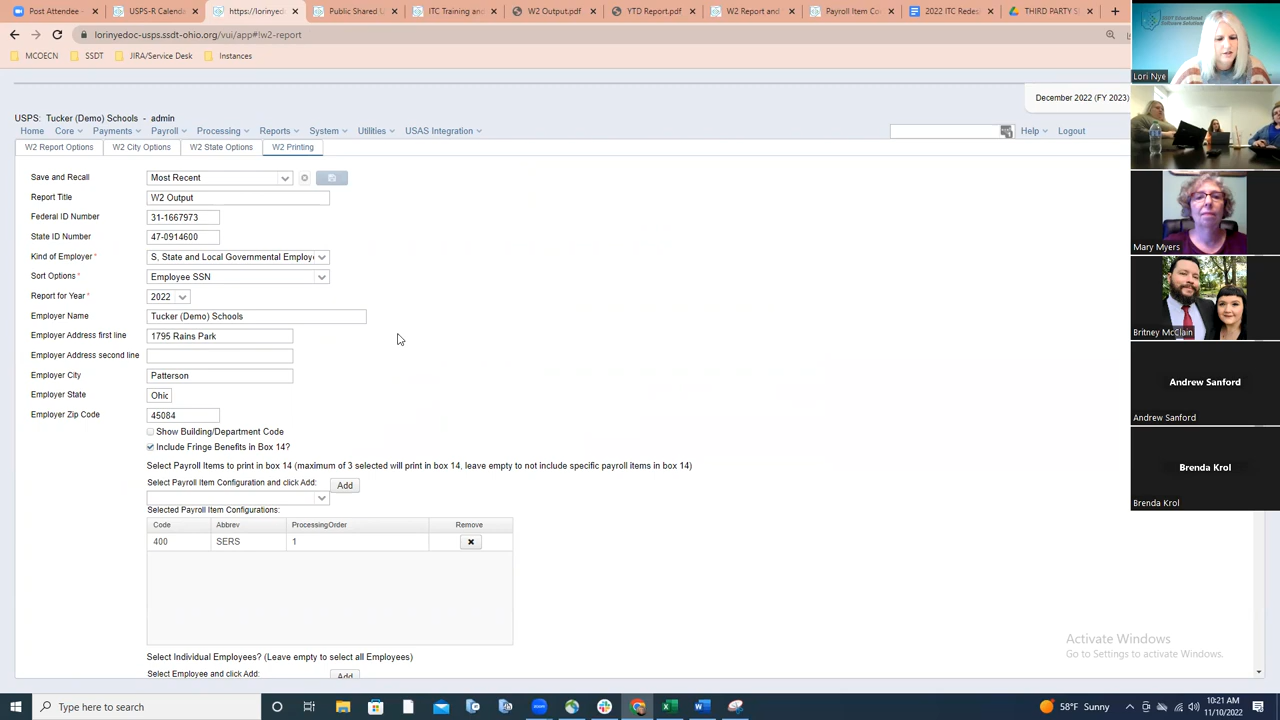 Post Attendee -
USPS-R Calendar
https://lorinyed
Public Shared U
ITC Training an
W2 Output.pdf
YTD Report.pdf
W2 Report and
Payroll Item Co
2022 ITC Redes
THIRD PARTY S
lorinyedemo.usps.ssdt-ohio.org/vui/app#!w2-report
MCOECN
SSDT
JIRA/Service Desk
Instances
December 2022 (FY 2023)
USPS: Tucker (Demo) Schools - admin
Home
Core
Payments
Payroll
Processing
Reports
System
Utilities
USAS Integration
Help
Logout
W2 Report Options
W2 City Options
W2 State Options
W2 Printing
Save and Recall
Most Recent
Report Title
W2 Output
Federal ID Number
31-1667973
State ID Number
47-0914600
Kind of Employer *
S, State and Local Governmental Employe
Sort Options *
Employee SSN
Report for Year *
2022
Employer Name
Tucker (Demo) Schools
Employer Address first line
1795 Rains Park
Employer Address second line
Employer City
Patterson
Employer State
Ohio
Employer Zip Code
45084
Show Building/Department Code
Include Fringe Benefits in Box 14?
Select Payroll Items to print in box 14 (maximum of 3 selected will print in box 14, leave empty to not include specific payroll items in box 14)
Select Payroll Item Configuration and click Add:
Add
Selected Payroll Item Configurations:
Code
Abbrev
ProcessingOrder
Remove
400
SERS
1
Select Individual Employees? (Leave empty to select all Employees)
Select Employee and click Add:
Add
Activate Windows
Go to Settings to activate Windows.
Lori Nye
Mary Myers
Britney McClain
Andrew Sanford
Andrew Sanford
Brenda Krol
Brenda Krol
Type here to search
58°F Sunny
10:21 AM
11/10/2022